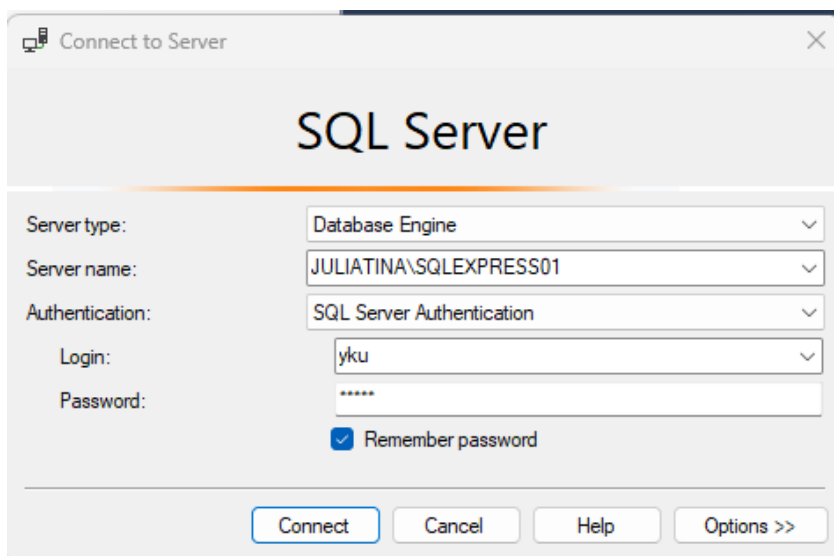 Connect to Server
SQL Server
Server type: Database Engine
Server name: JULIATINA\SQLEXPRESS01
Authentication: SQL Server Authentication
Login: yku
Password: *****
Remember password
Connect Cancel Help Options >>